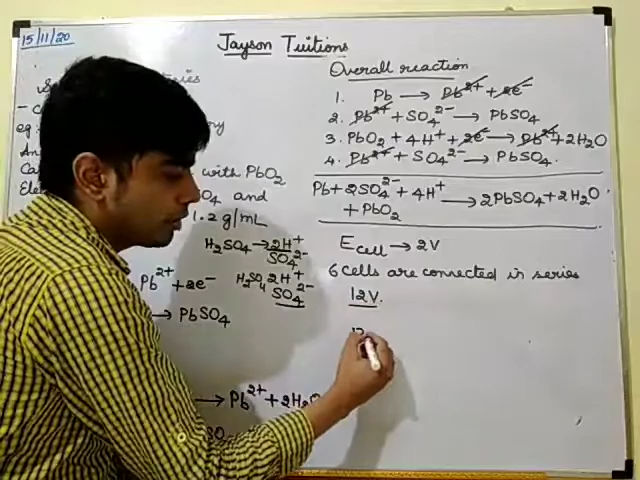 15/11/20
Jayson Tuitions
Overall reaction
1. Pb → Pb²⁺ + 2e⁻
2. Pb²⁺ + SO₄²⁻ → PbSO₄
3. PbO₂ + 4H⁺ + 2e⁻ → Pb²⁺ + 2H₂O
4. Pb²⁺ + SO₄²⁻ → PbSO₄.
Pb + 2SO₄²⁻ + 4H⁺ → 2PbSO₄ + 2H₂O
+ PbO₂
Ecell → 2V
6 cells are connected in series
12V.
eg:
with PbO₂
and
1.2 g/mL
H₂SO₄ → 2H⁺
SO₄²⁻
Pb²⁺ + 2e⁻
H₂SO₄ 2H⁺
SO₄²⁻
→ PbSO₄
→ Pb²⁺ + 2H₂O